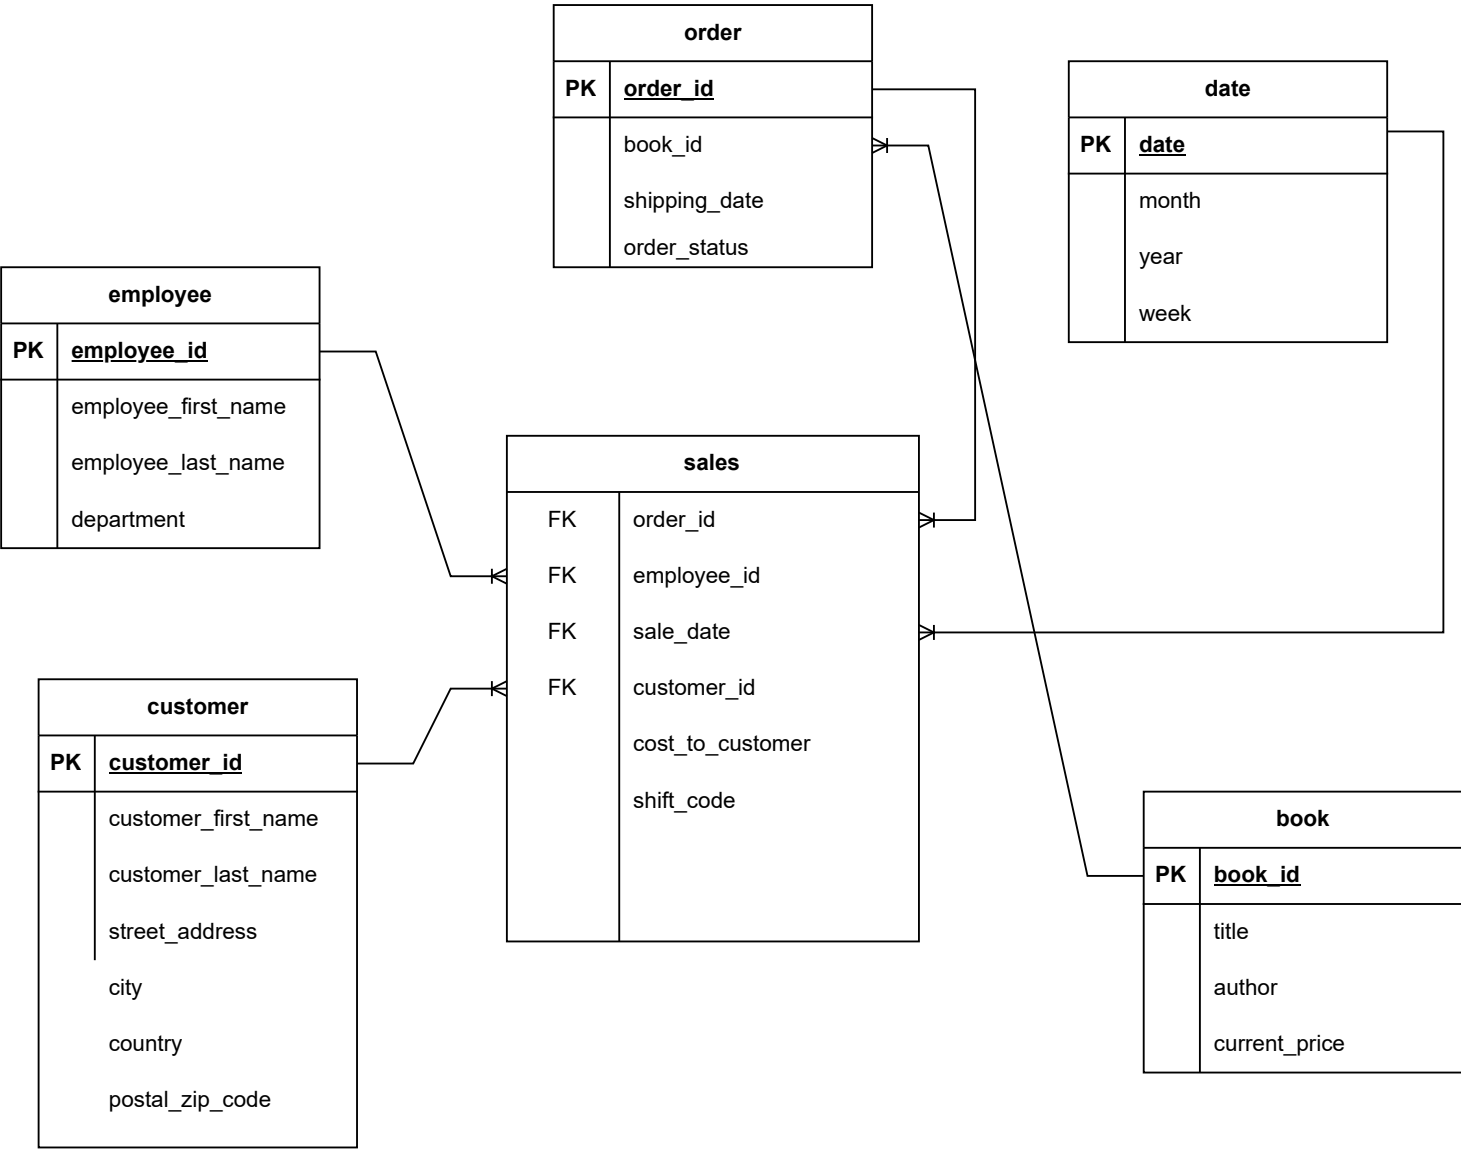 order
PK order_id
book_id
shipping_date
order_status
date
PK date
month
year
week
employee
PK employee_id
employee_first_name
employee_last_name
department
sales
FK order_id
FK employee_id
FK sale_date
FK customer_id
cost_to_customer
shift_code
customer
PK customer_id
customer_first_name
customer_last_name
street_address
city
country
postal_zip_code
book
PK book_id
title
author
current_price